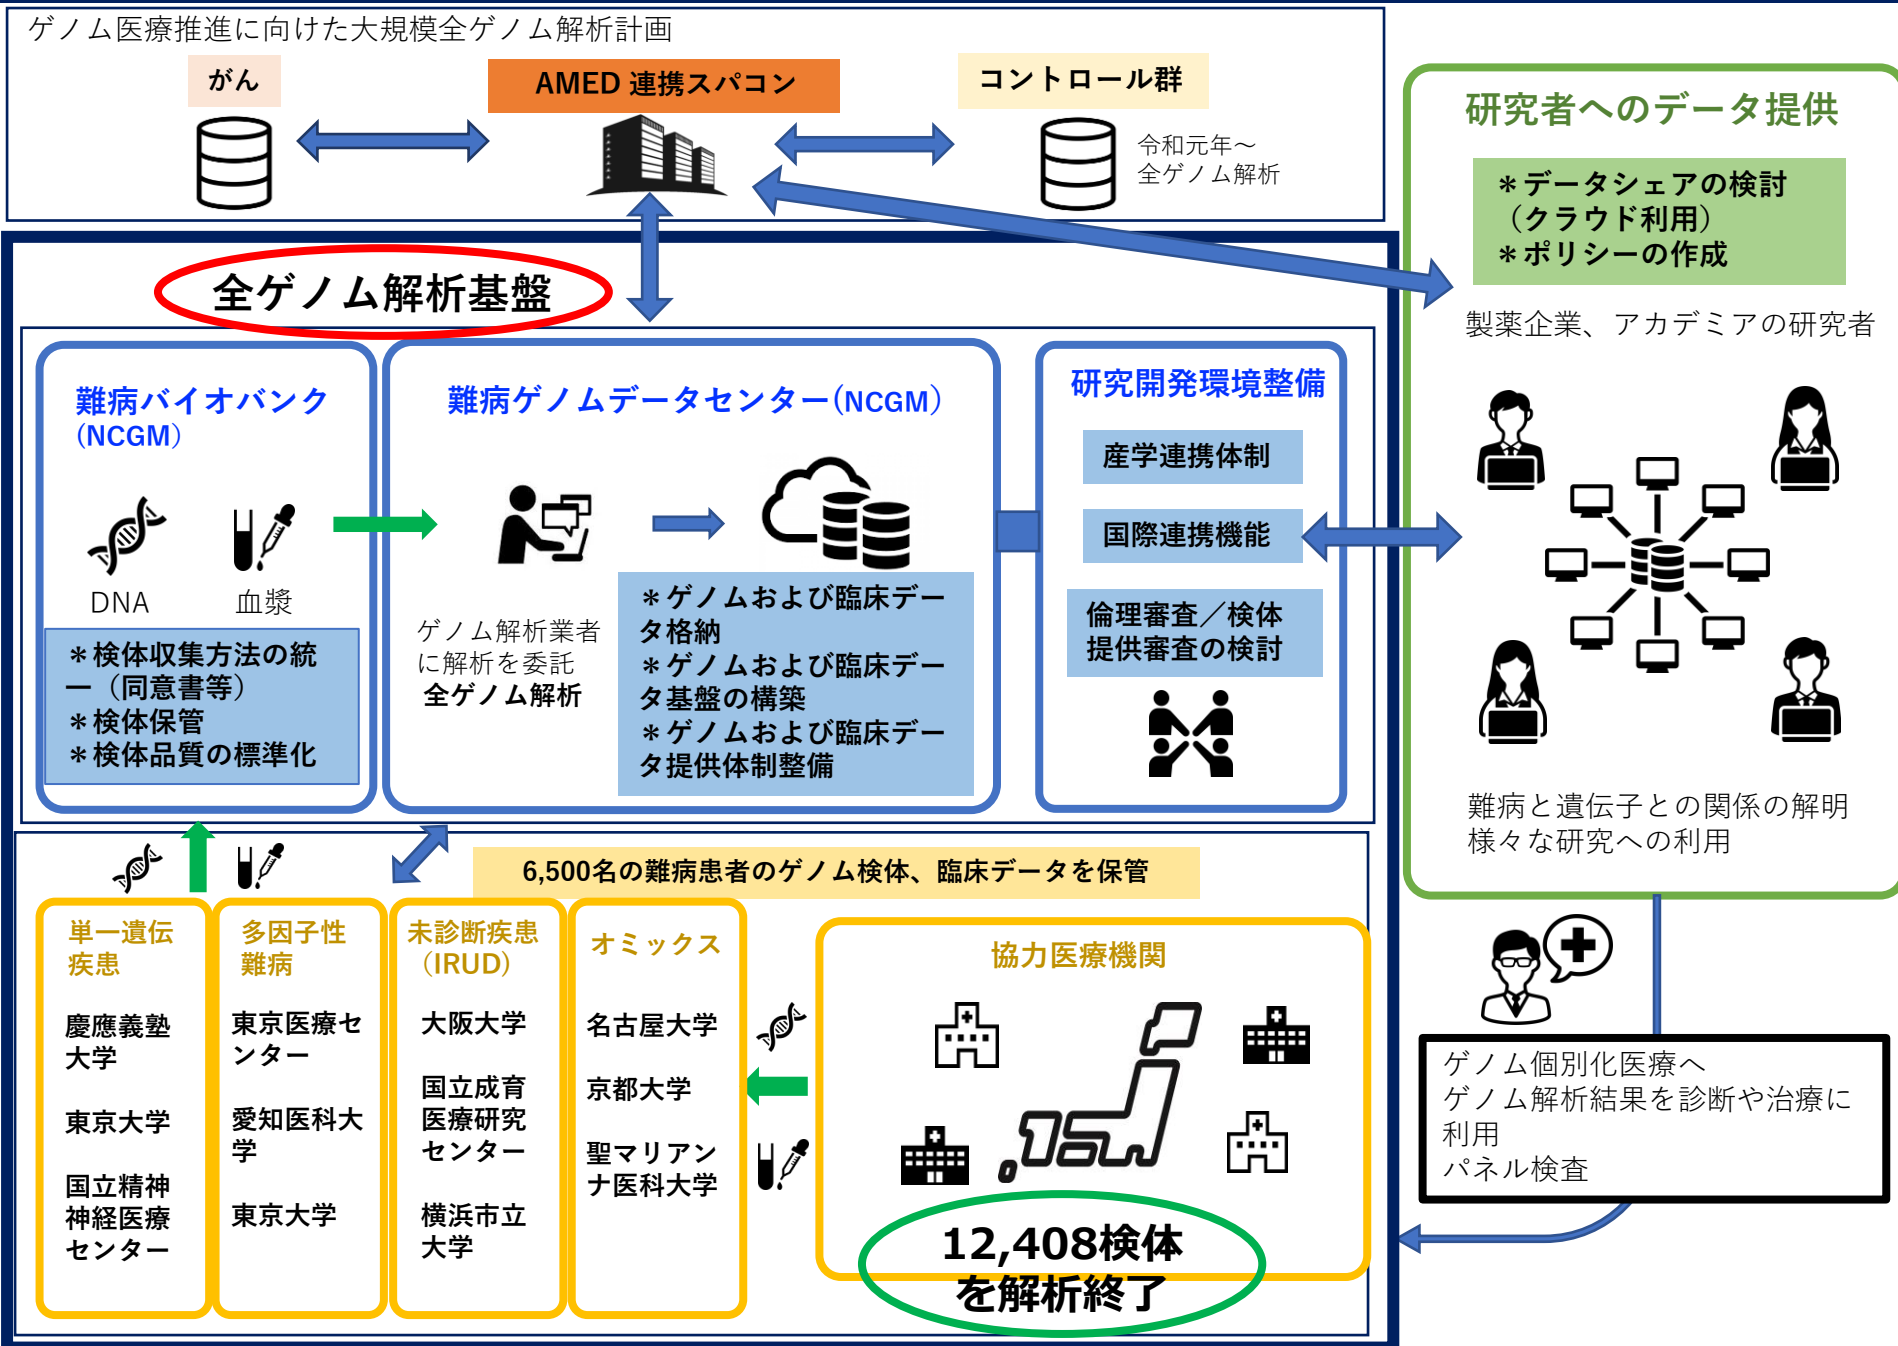 ゲノム医療推進に向けた大規模全ゲノム解析計画
がん
AMED 連携スパコン
コントロール群
令和元年～
全ゲノム解析
研究者へのデータ提供
＊データシェアの検討
（クラウド利用）
＊ポリシーの作成
製薬企業、アカデミアの研究者
難病と遺伝子との関係の解明
様々な研究への利用
全ゲノム解析基盤
難病バイオバンク
(NCGM)
DNA
血漿
＊検体収集方法の統
一（同意書等）
＊検体保管
＊検体品質の標準化
難病ゲノムデータセンター(NCGM)
ゲノム解析業者
に解析を委託
全ゲノム解析
＊ゲノムおよび臨床デー
タ格納
＊ゲノムおよび臨床デー
タ基盤の構築
＊ゲノムおよび臨床デー
タ提供体制整備
研究開発環境整備
産学連携体制
国際連携機能
倫理審査／検体
提供審査の検討
6,500名の難病患者のゲノム検体、臨床データを保管
単一遺伝
疾患
慶應義塾
大学
東京大学
国立精神
神経医療
センター
多因子性
難病
東京医療セ
ンター
愛知医科大
学
東京大学
未診断疾患
(IRUD)
大阪大学
国立成育
医療研究
センター
横浜市立
大学
オミックス
名古屋大学
京都大学
聖マリアン
ナ医科大学
協力医療機関
12,408検体
を解析終了
ゲノム個別化医療へ
ゲノム解析結果を診断や治療に
利用
パネル検査